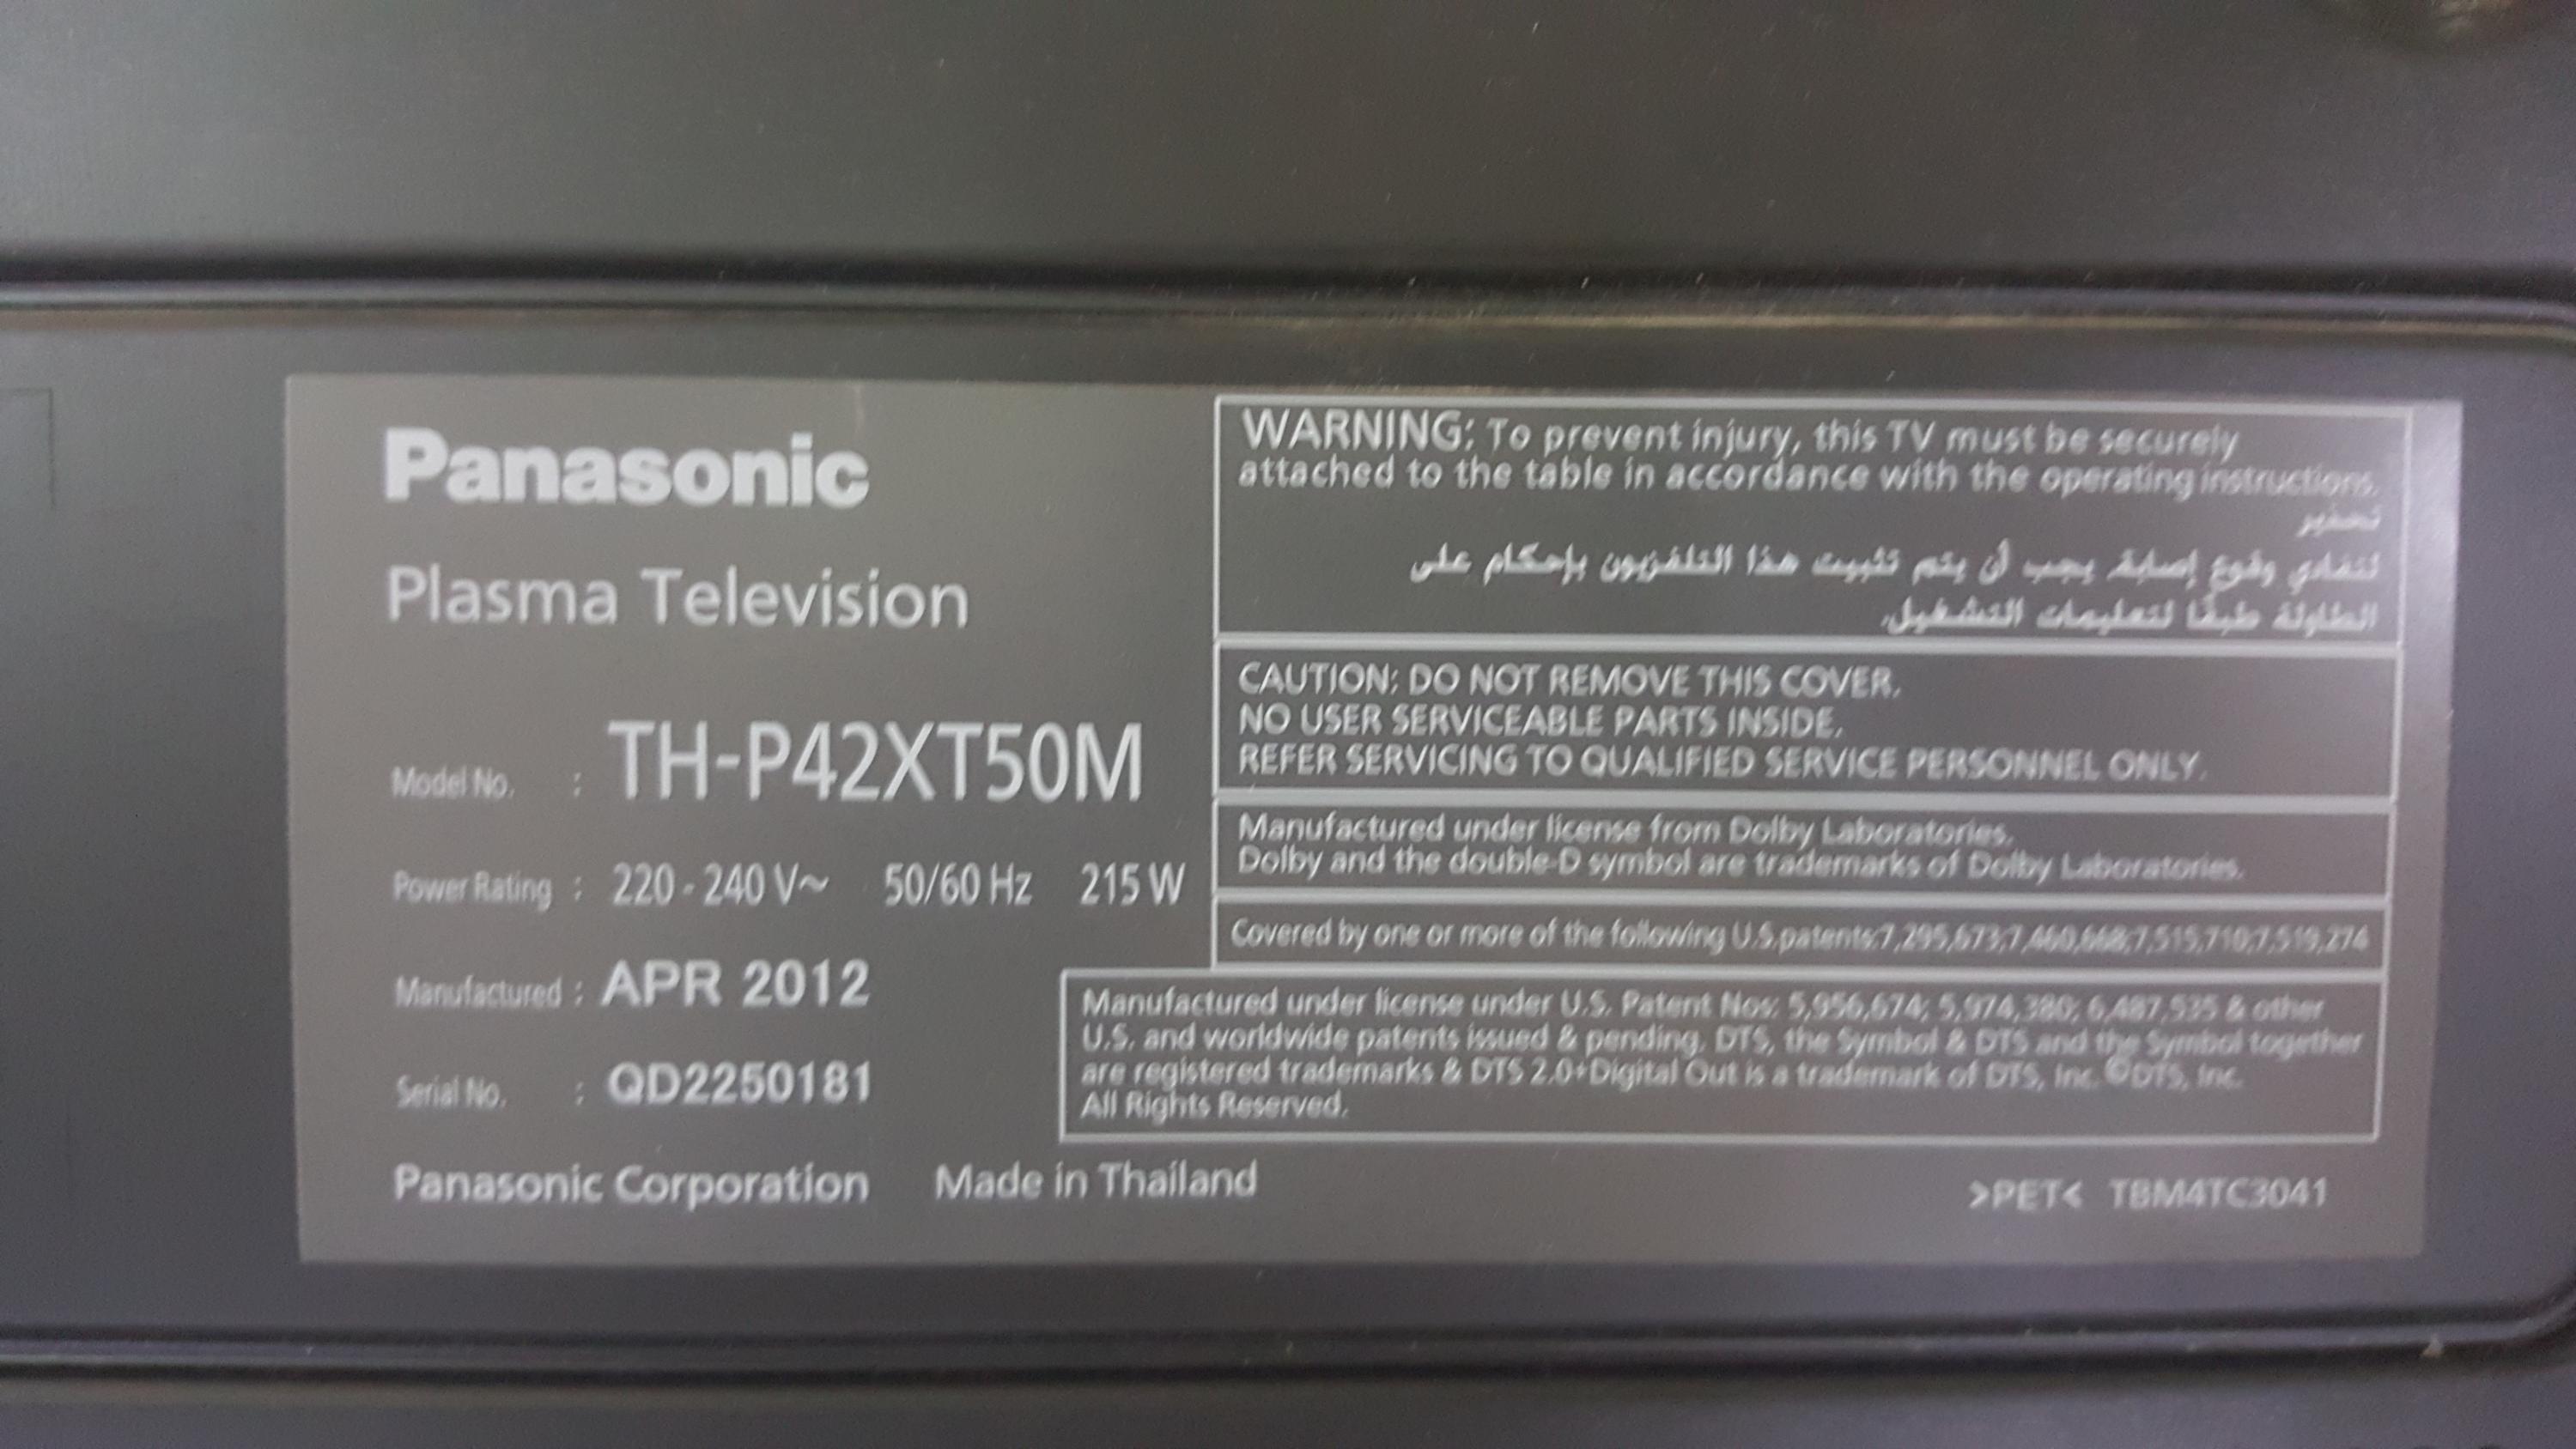 Panasonic
Plasma Television
Model No. : TH-P42XT50M
Power Rating : 220 - 240 V~ 50/60 Hz 215 W
Manufactured : APR 2012
Serial No. : QD2250181
Panasonic Corporation Made in Thailand
WARNING: To prevent injury, this TV must be securely
attached to the table in accordance with the operating instructions.
تحذير
لتفادي وقوع إصابة يجب أن يتم تثبيت هذا التلفزيون بإحكام على
الطاولة طبقًا لتعليمات التشغيل.
CAUTION: DO NOT REMOVE THIS COVER.
NO USER SERVICEABLE PARTS INSIDE.
REFER SERVICING TO QUALIFIED SERVICE PERSONNEL ONLY.
Manufactured under license from Dolby Laboratories.
Dolby and the double-D symbol are trademarks of Dolby Laboratories.
Covered by one or more of the following U.S.patents:7,295,673;7,460,668;7,515,710;7,519,274
Manufactured under license under U.S. Patent Nos: 5,956,674; 5,974,380; 6,487,535 & other
U.S. and worldwide patents issued & pending. DTS, the Symbol & DTS and the Symbol together
are registered trademarks & DTS 2.0+Digital Out is a trademark of DTS, Inc. ©DTS, Inc.
All Rights Reserved.
>PET< TBM4TC3041